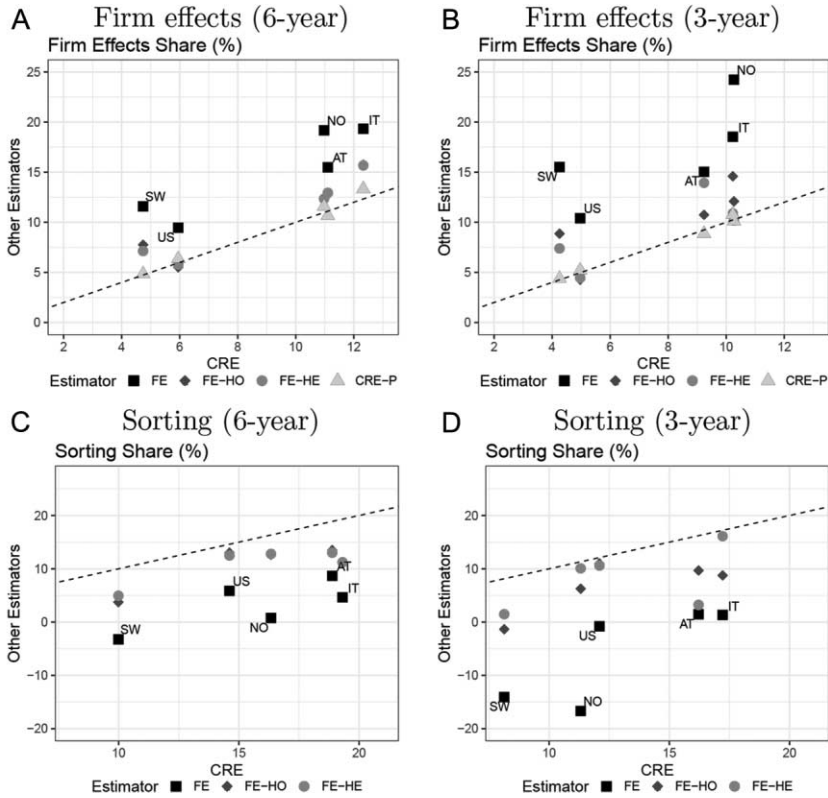 A Firm effects (6-year)
Firm Effects Share (%)
25
20
15
10
5
0
Other Estimators
NO
IT
AT
SW
US
2 4 6 8 10 12
CRE
Estimator FE FE-HO FE-HE CRE-P
B Firm effects (3-year)
Firm Effects Share (%)
25
20
15
10
5
0
Other Estimators
NO
IT
SW
AT
US
2 4 6 8 10 12
CRE
Estimator FE FE-HO FE-HE CRE-P
C Sorting (6-year)
Sorting Share (%)
20
10
0
−10
−20
Other Estimators
AT
US
IT
NO
SW
10 15 20
CRE
Estimator FE FE-HO FE-HE
D Sorting (3-year)
Sorting Share (%)
20
10
0
−10
−20
Other Estimators
IT
AT
US
SW
NO
10 15 20
CRE
Estimator FE FE-HO FE-HE